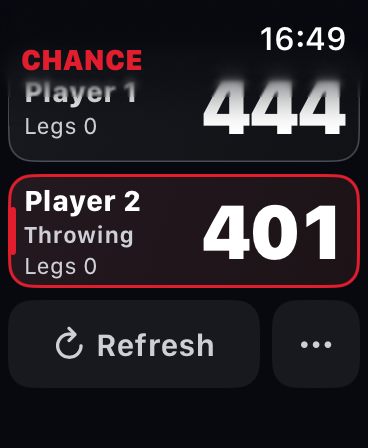 16:49
CHANCE
Player 1
Legs 0
444
Player 2
Throwing
Legs 0
401
Refresh